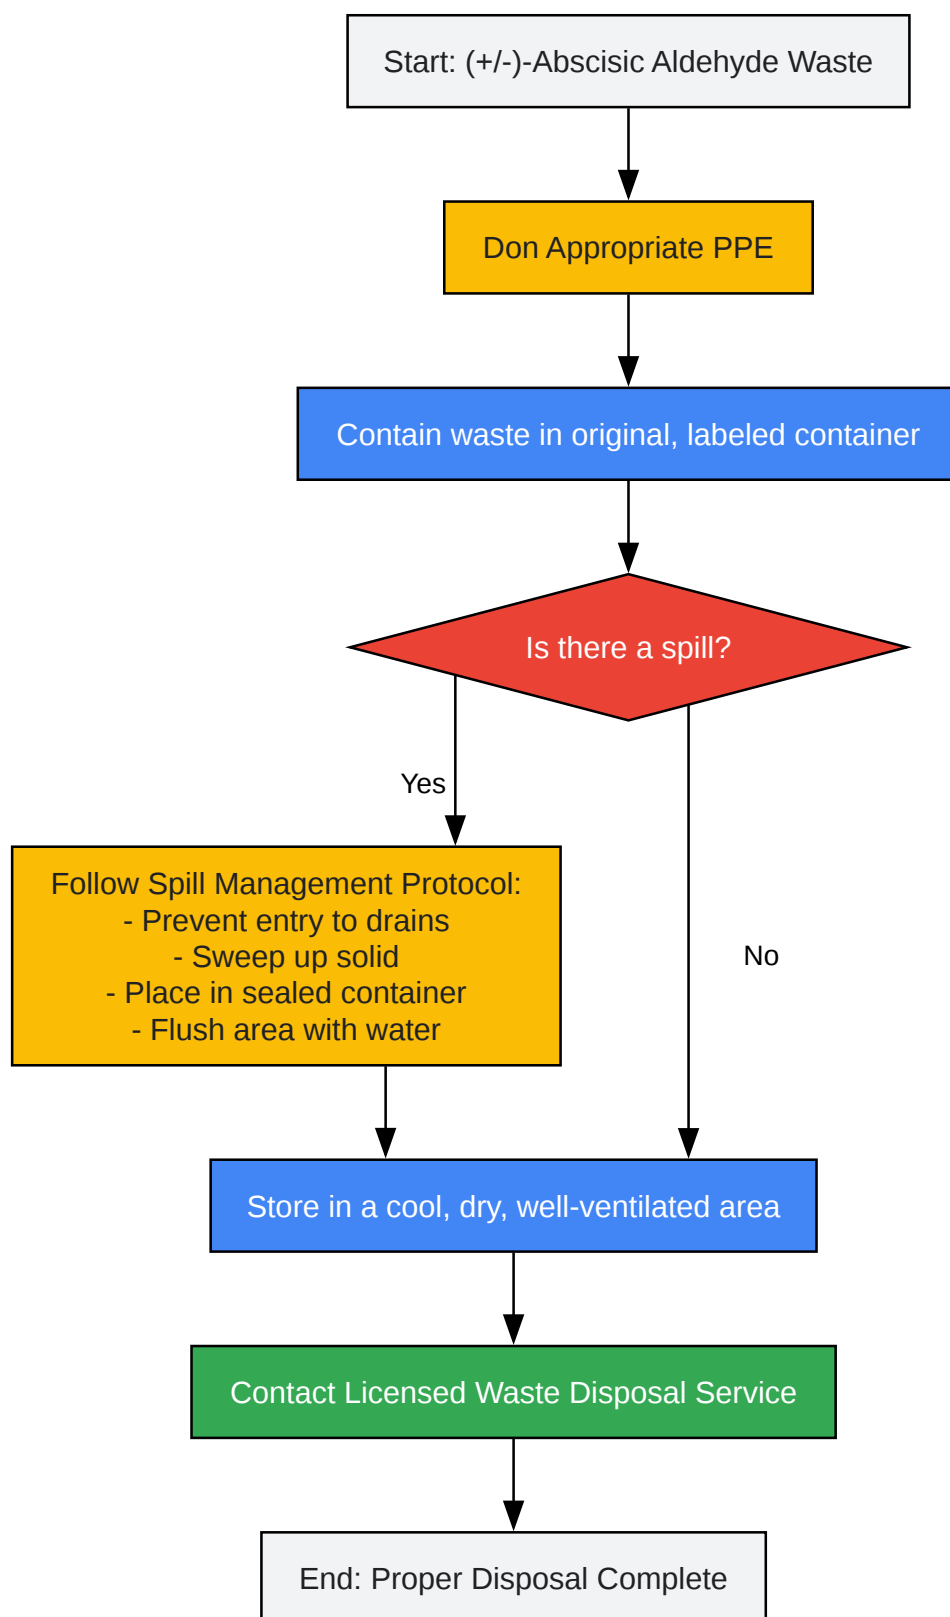 Start: (+/-)-Abscisic Aldehyde Waste
Don Appropriate PPE
Contain waste in original, labeled container
Is there a spill?
Yes
Follow Spill Management Protocol:
- Prevent entry to drains
- Sweep up solid
- Place in sealed container
- Flush area with water
No
Store in a cool, dry, well-ventilated area
Contact Licensed Waste Disposal Service
End: Proper Disposal Complete